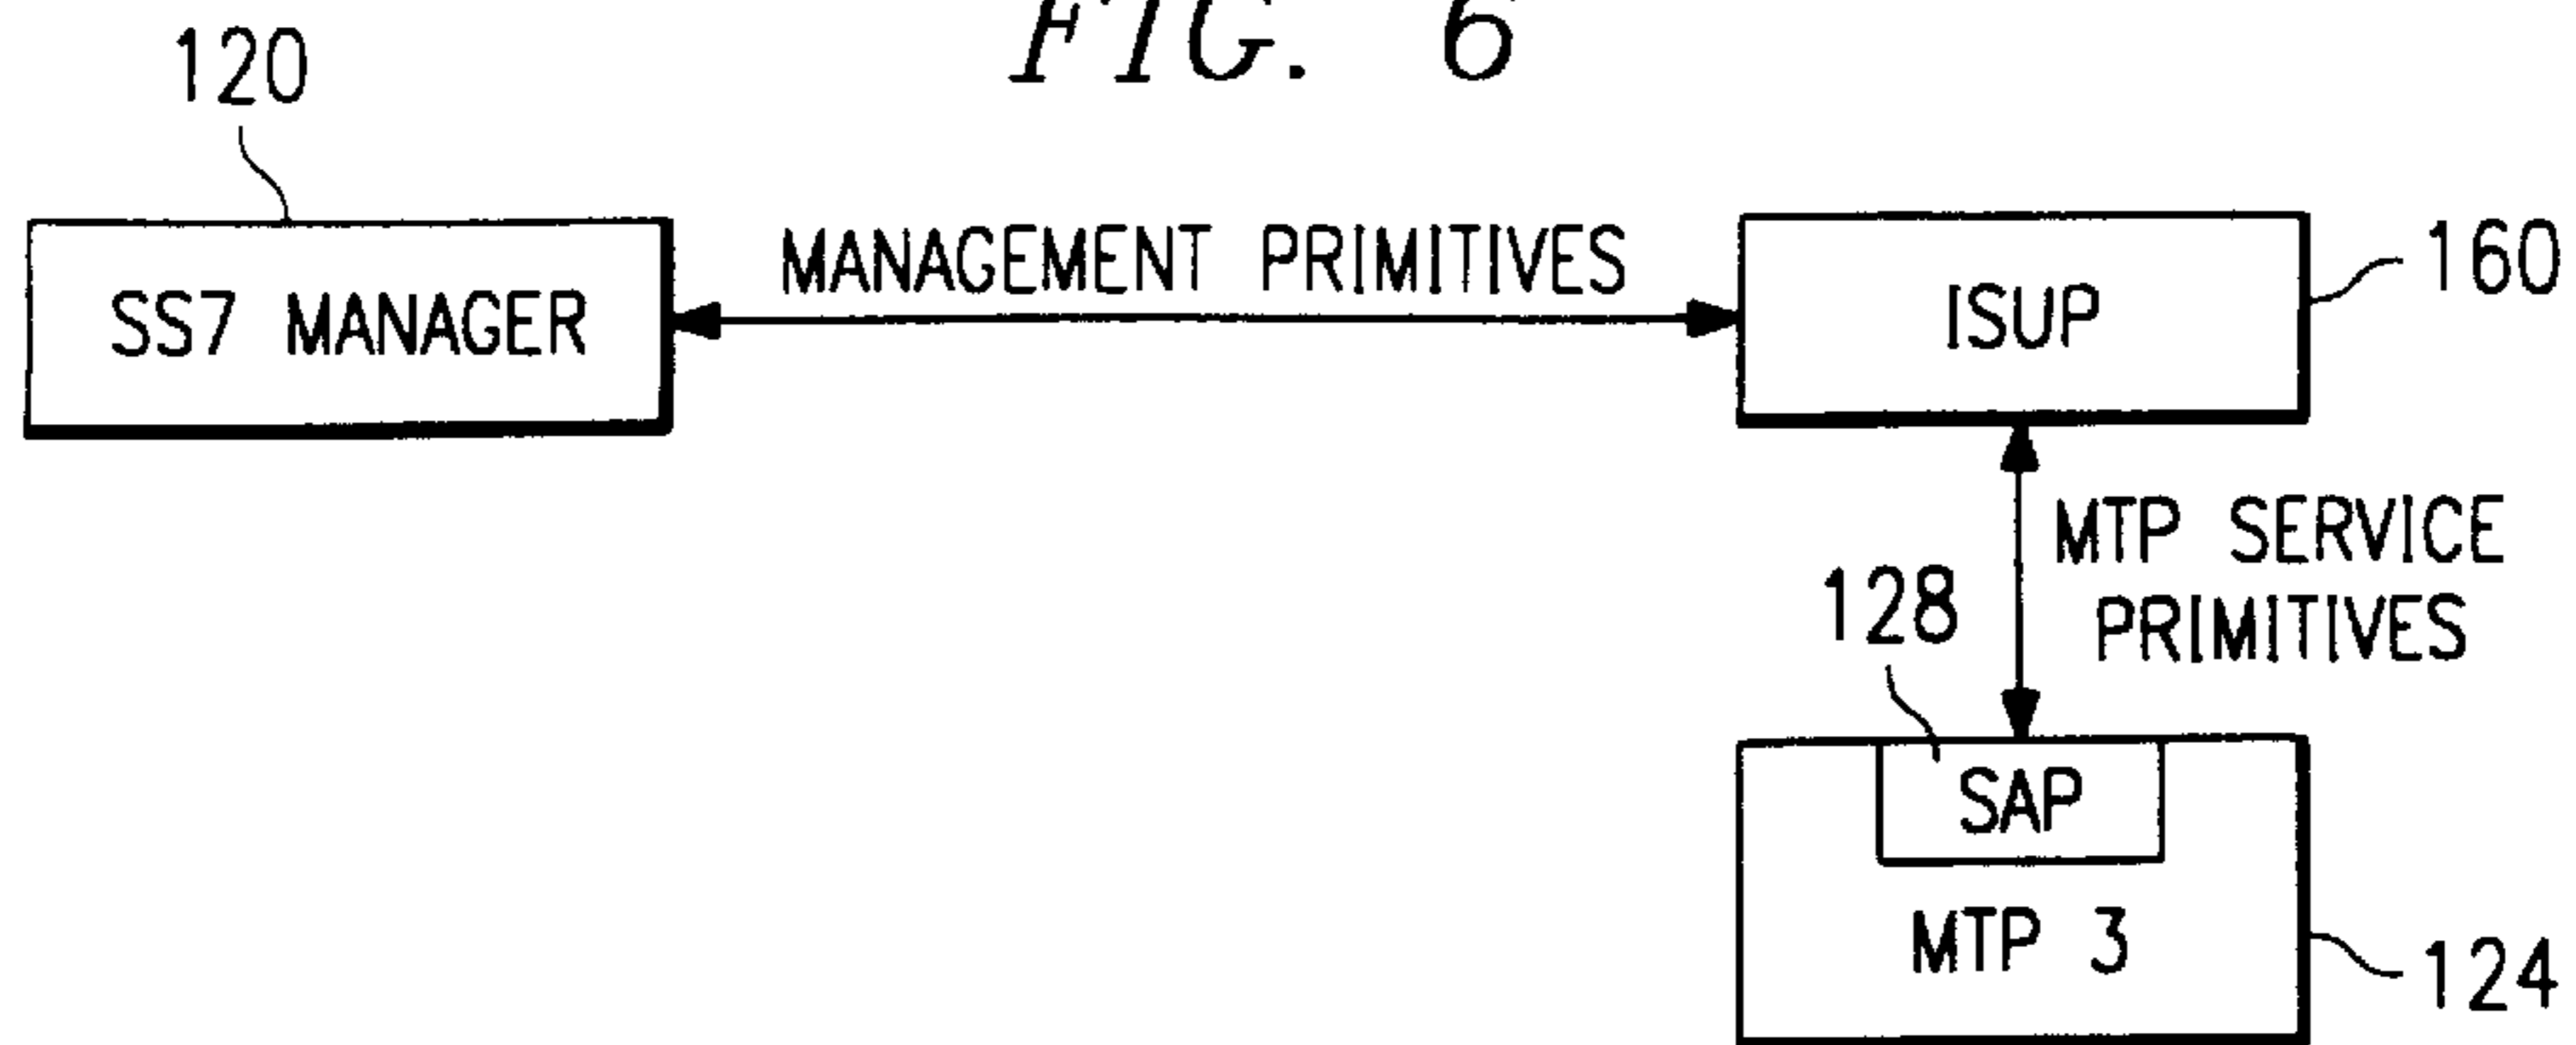 FIG. 6
120
SS7 MANAGER
MANAGEMENT PRIMITIVES
ISUP
160
MTP SERVICE
PRIMITIVES
128
SAP
MTP 3
124